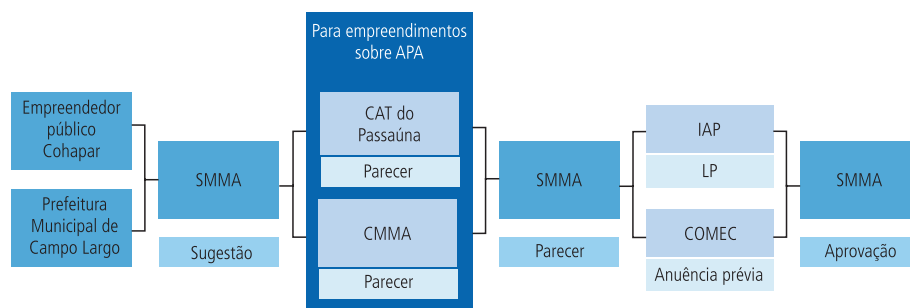 Empreendedor
público
Cohapar
Prefeitura
Municipal de
Campo Largo
SMMA
Sugestão
Para empreendimentos
sobre APA
CAT do
Passaúna
Parecer
CMMA
Parecer
SMMA
Parecer
IAP
LP
COMEC
Anuência prévia
SMMA
Aprovação